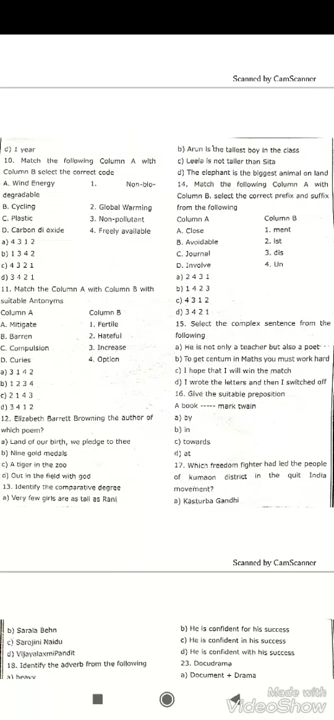 Scanned by CamScanner
d) 1 year
10. Match the following Column A with
Column B select the correct code
A. Wind Energy 1. Non-bio-
degradable
B. Cycling 2. Global Warming
C. Plastic 3. Non-pollutant
D. Carbon di oxide 4. Freely available
a) 4 3 1 2
b) 1 3 4 2
c) 4 3 2 1
d) 3 4 2 1
11. Match the Column A with Column B with
suitable Antonyms
Column A Column B
A. Mitigate 1. Fertile
B. Barren 2. Hateful
C. Compulsion 3. Increase
D. Curies 4. Option
a) 3 1 4 2
b) 1 2 3 4
c) 2 1 4 3
d) 3 4 1 2
12. Elizabeth Barrett Browning the author of
which poem?
a) Land of our birth, we pledge to thee
b) Nine gold medals
c) A tiger in the zoo
d) Out in the field with god
13. Identify the comparative degree
a) Very few girls are as tall as Rani
b) Arun is the tallest boy in the class
c) Leela is not taller than Sita
d) The elephant is the biggest animal on land
14. Match the following Column A with
Column B. select the correct prefix and suffix
from the following
Column A Column B
A. Close 1. ment
B. Avoidable 2. ist
C. Journal 3. dis
D. Involve 4. Un
a) 2 4 3 1
b) 1 4 2 3
c) 4 3 1 2
d) 3 4 2 1
15. Select the complex sentence from the
following
a) He is not only a teacher but also a poet
b) To get centum in Maths you must work hard
c) I hope that I will win the match
d) I wrote the letters and then I switched off
16. Give the suitable preposition
A book ----- mark twain
a) by
b) in
c) towards
d) at
17. Which freedom fighter had led the people
of kumaon district in the quit India
movement?
a) Kasturba Gandhi
Scanned by CamScanner
b) Sarala Behn
c) Sarojini Naidu
d) VijayalaxmiPandit
18. Identify the adverb from the following
a) heavy
b) He is confident for his success
c) He is confident in his success
d) He is confident with his success
23. Docudrama
a) Document + Drama
Made with
VideoShow